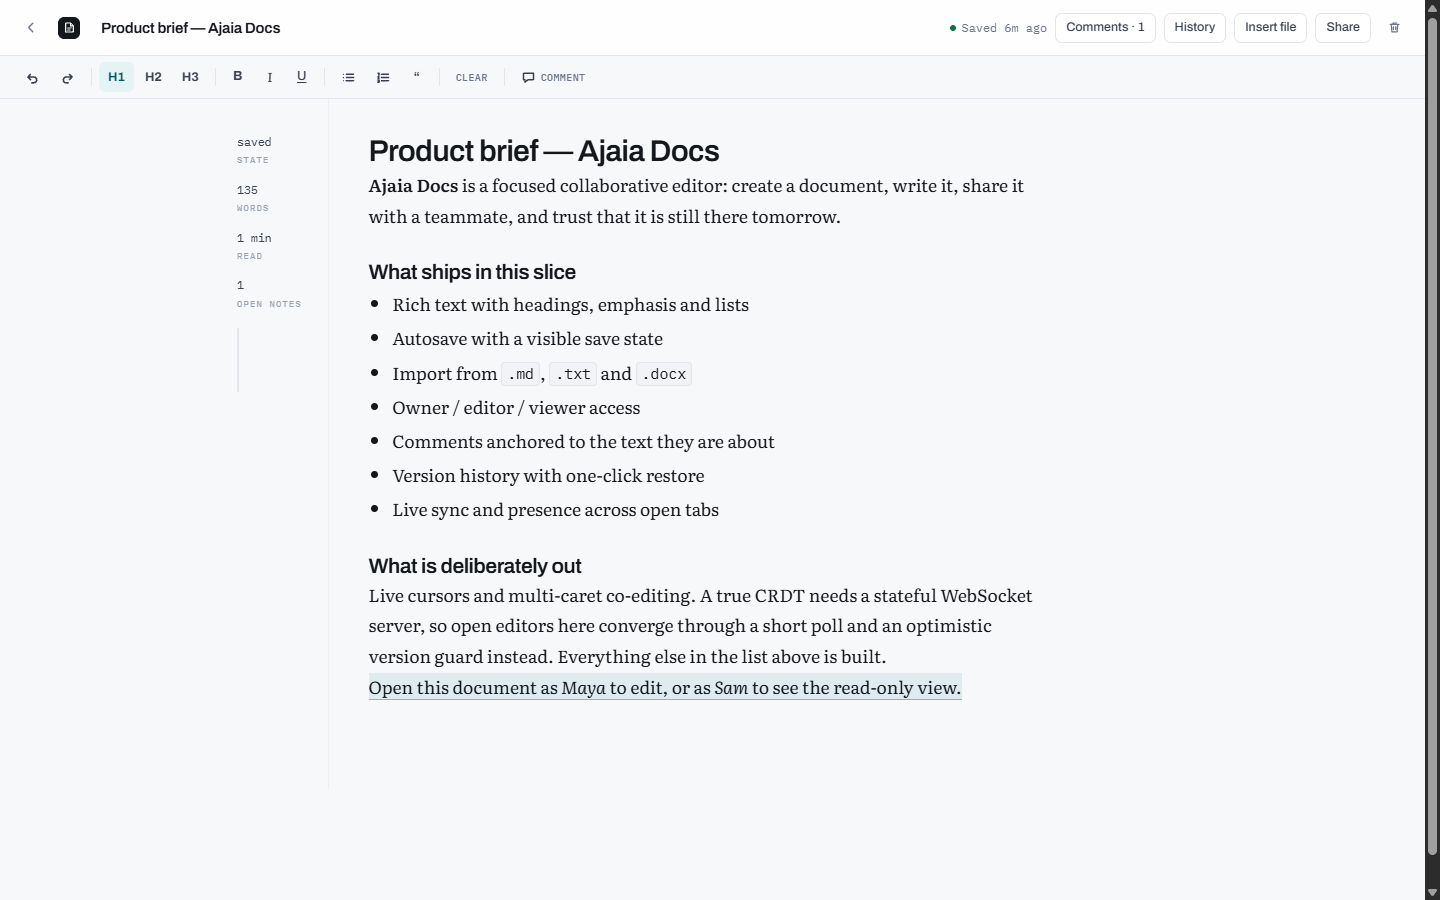 Product brief — Ajaia Docs
Saved 6m ago
Comments · 1
History
Insert file
Share
H1
H2
H3
B
I
U
“
CLEAR
COMMENT
saved
STATE
135
WORDS
1 min
READ
1
OPEN NOTES
Product brief — Ajaia Docs
Ajaia Docs is a focused collaborative editor: create a document, write it, share it
with a teammate, and trust that it is still there tomorrow.
What ships in this slice
Rich text with headings, emphasis and lists
Autosave with a visible save state
Import from .md, .txt and .docx
Owner / editor / viewer access
Comments anchored to the text they are about
Version history with one-click restore
Live sync and presence across open tabs
What is deliberately out
Live cursors and multi-caret co-editing. A true CRDT needs a stateful WebSocket
server, so open editors here converge through a short poll and an optimistic
version guard instead. Everything else in the list above is built.
Open this document as Maya to edit, or as Sam to see the read-only view.